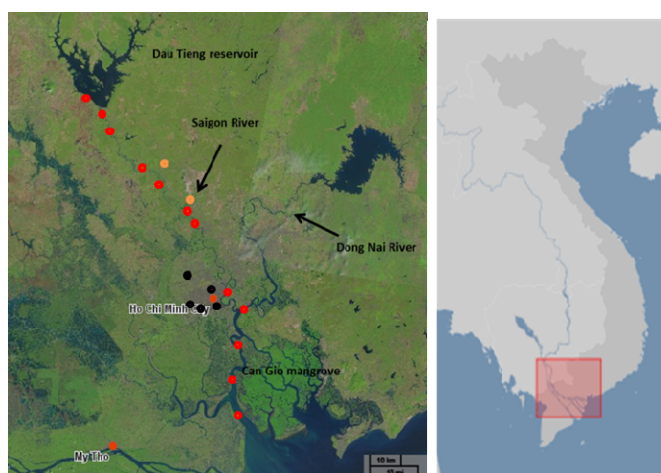 Dau Tieng reservoir
Saigon River
Dong Nai River
Ho Chi Minh City
Can Gio mangrove
My Tho
10 km